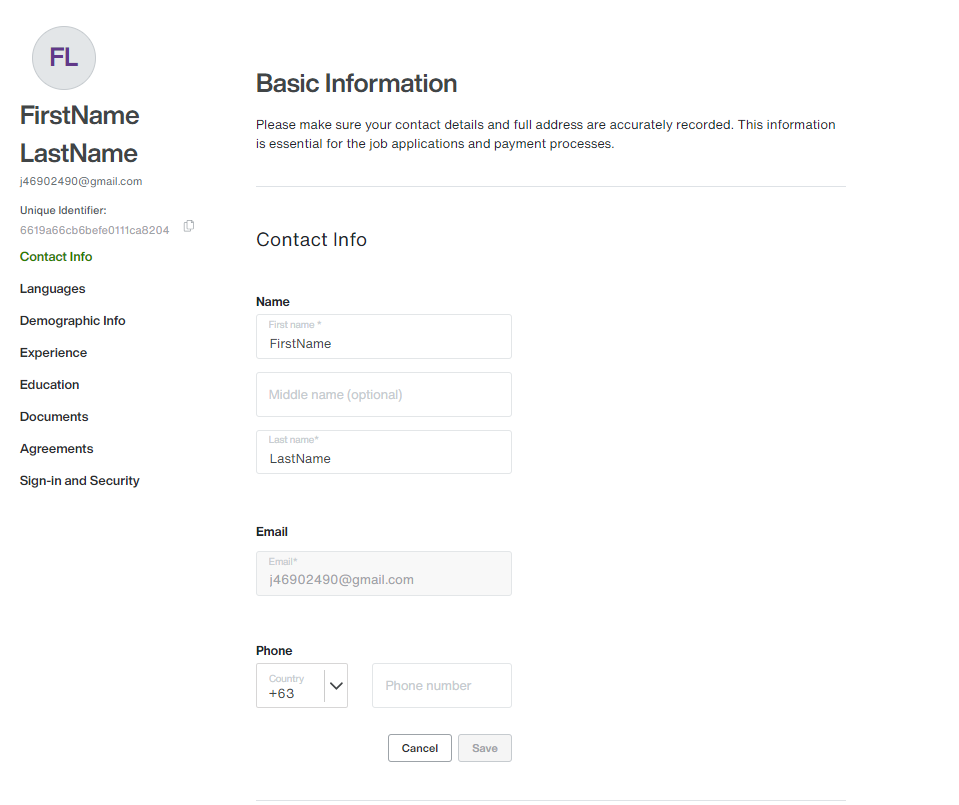 FL
FirstName
LastName
j46902490@gmail.com
Unique Identifier:
6619a66cb6befe0111ca8204
Contact Info
Languages
Demographic Info
Experience
Education
Documents
Agreements
Sign-in and Security
Basic Information
Please make sure your contact details and full address are accurately recorded. This information
is essential for the job applications and payment processes.
Contact Info
Name
First name *
FirstName
Middle name (optional)
Last name*
LastName
Email
Email*
j46902490@gmail.com
Phone
Country
+63
Phone number
Cancel
Save